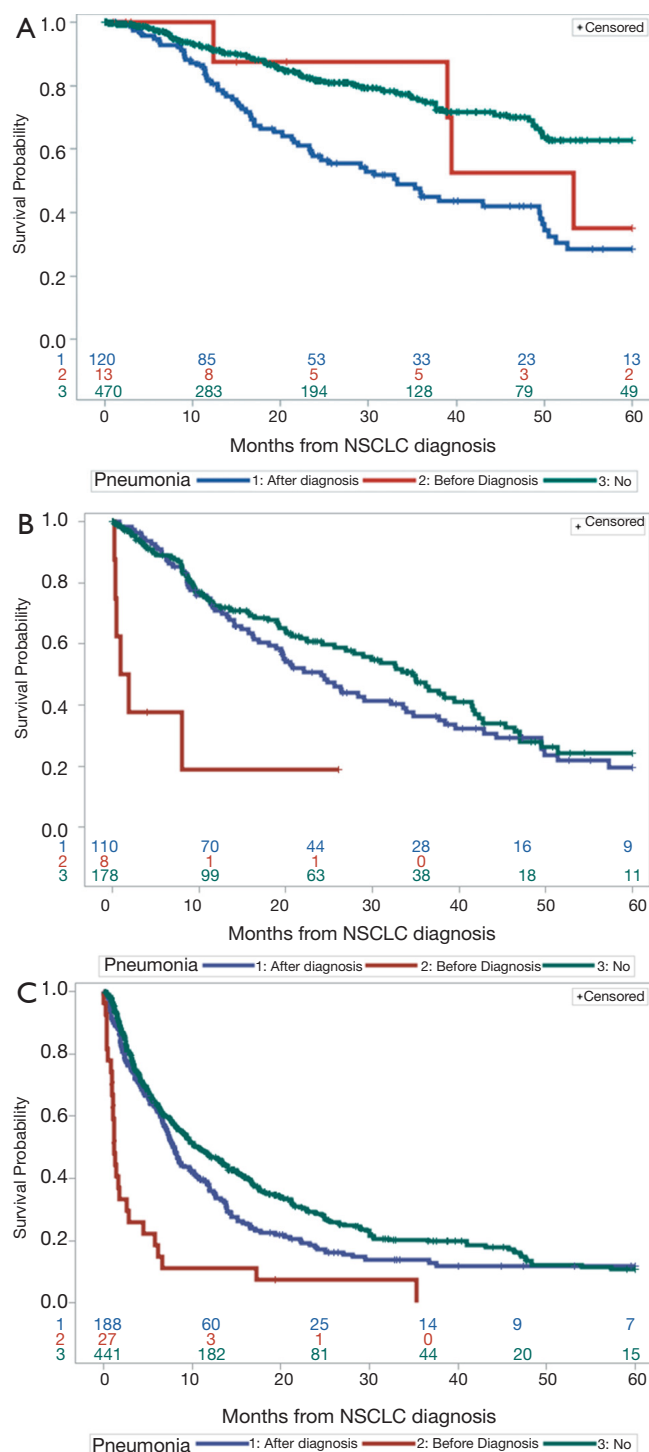 A
1.0
+Censored
0.8
0.6
0.4
0.2
0.0
Survival Probability
1 120 85 53 33 23 13
2 13 8 5 5 3 2
3 470 283 194 128 79 49
0 10 20 30 40 50 60
Months from NSCLC diagnosis
Pneumonia 1: After diagnosis 2: Before Diagnosis 3: No
B
1.0
+ Censored
0.8
0.6
0.4
0.2
0.0
Survival Probability
1 110 70 44 28 16 9
2 8 1 1 0
3 178 99 63 38 18 11
0 10 20 30 40 50 60
Months from NSCLC diagnosis
Pneumonia 1: After diagnosis 2: Before Diagnosis 3: No
C
1.0
+Censored
0.8
0.6
0.4
0.2
0.0
Survival Probability
1 188 60 25 14 9 7
2 27 3 1 0
3 441 182 81 44 20 15
0 10 20 30 40 50 60
Months from NSCLC diagnosis
Pneumonia 1: After diagnosis 2: Before Diagnosis 3: No